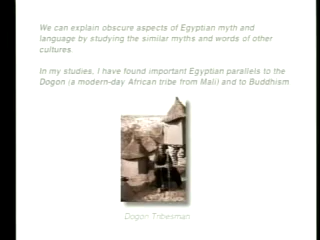 We can explain obscure aspects of Egyptian myth and
language by studying the similar myths and words of other
cultures
In my studies, I have found important Egyptian parallels to the
Dogon (a modern-day African tribe from Mali) and to Buddhism
Dogon Tribesman